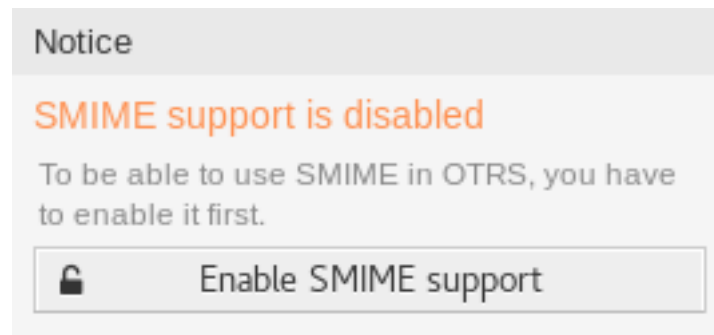 Notice
SMIME support is disabled
To be able to use SMIME in OTRS, you have
to enable it first.
Enable SMIME support